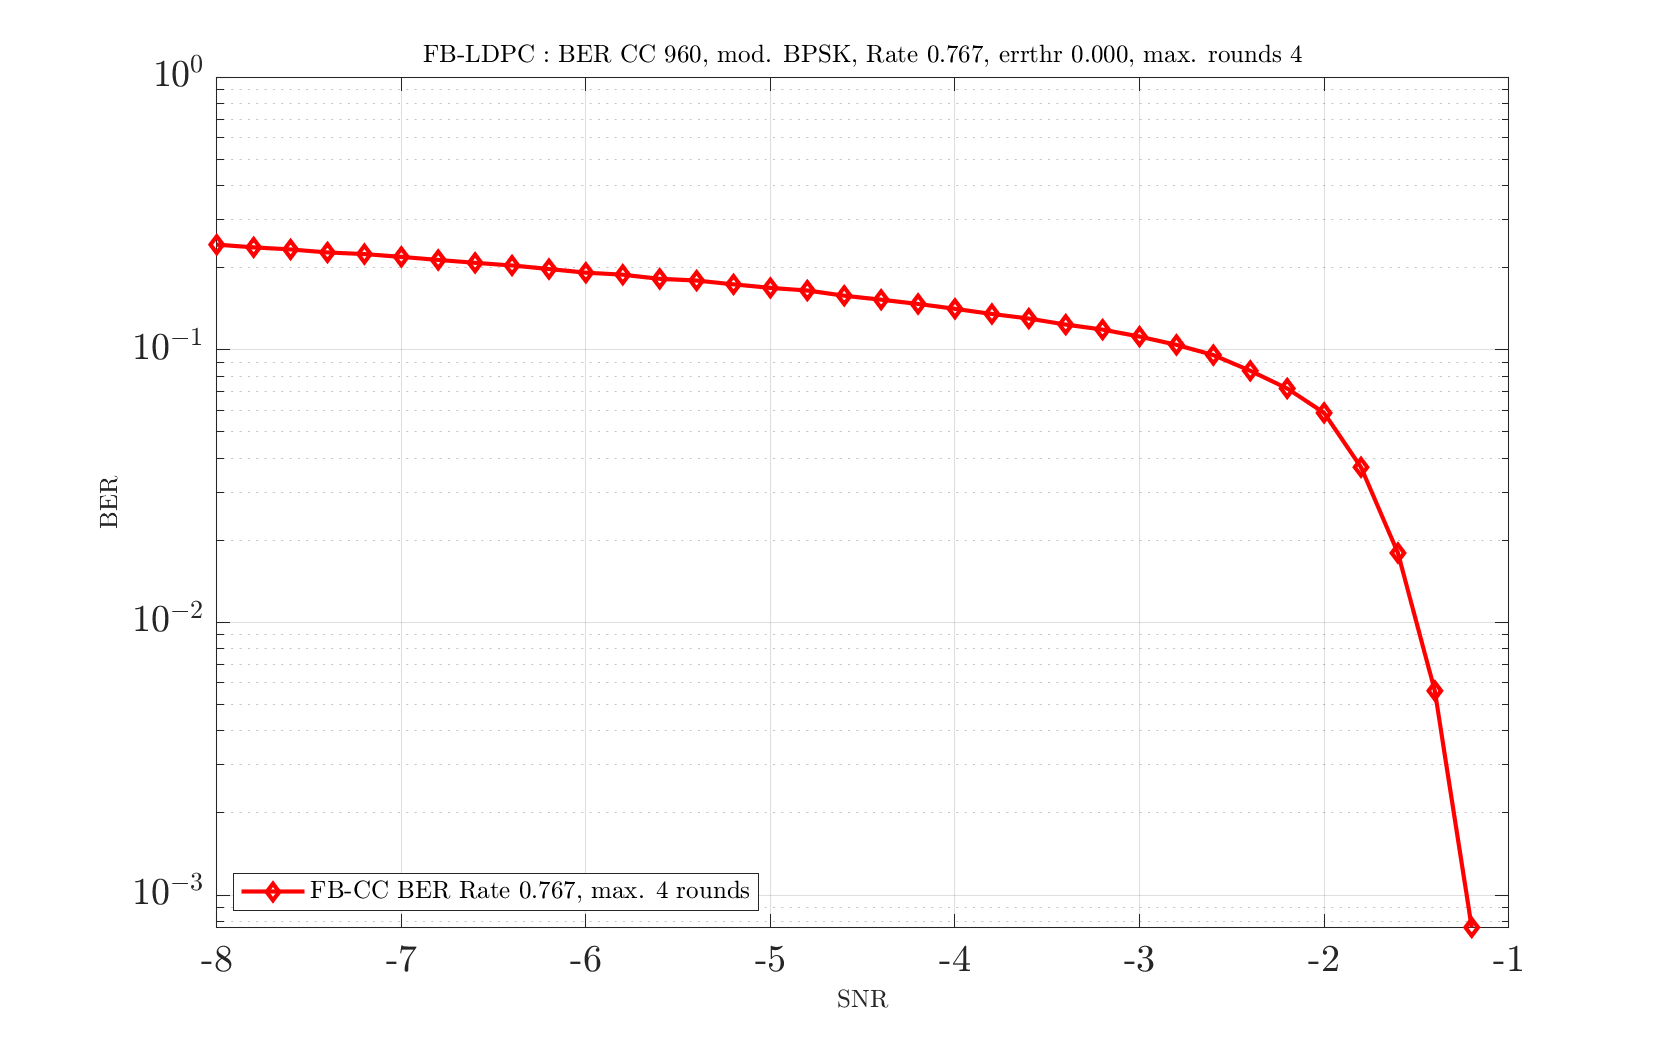 FB-LDPC : BER CC 960, mod. BPSK, Rate 0.767, errthr 0.000, max. rounds 4
10^0
10^{-1}
10^{-2}
10^{-3}
BER
FB-CC BER Rate 0.767, max. 4 rounds
-8 -7 -6 -5 -4 -3 -2 -1
SNR